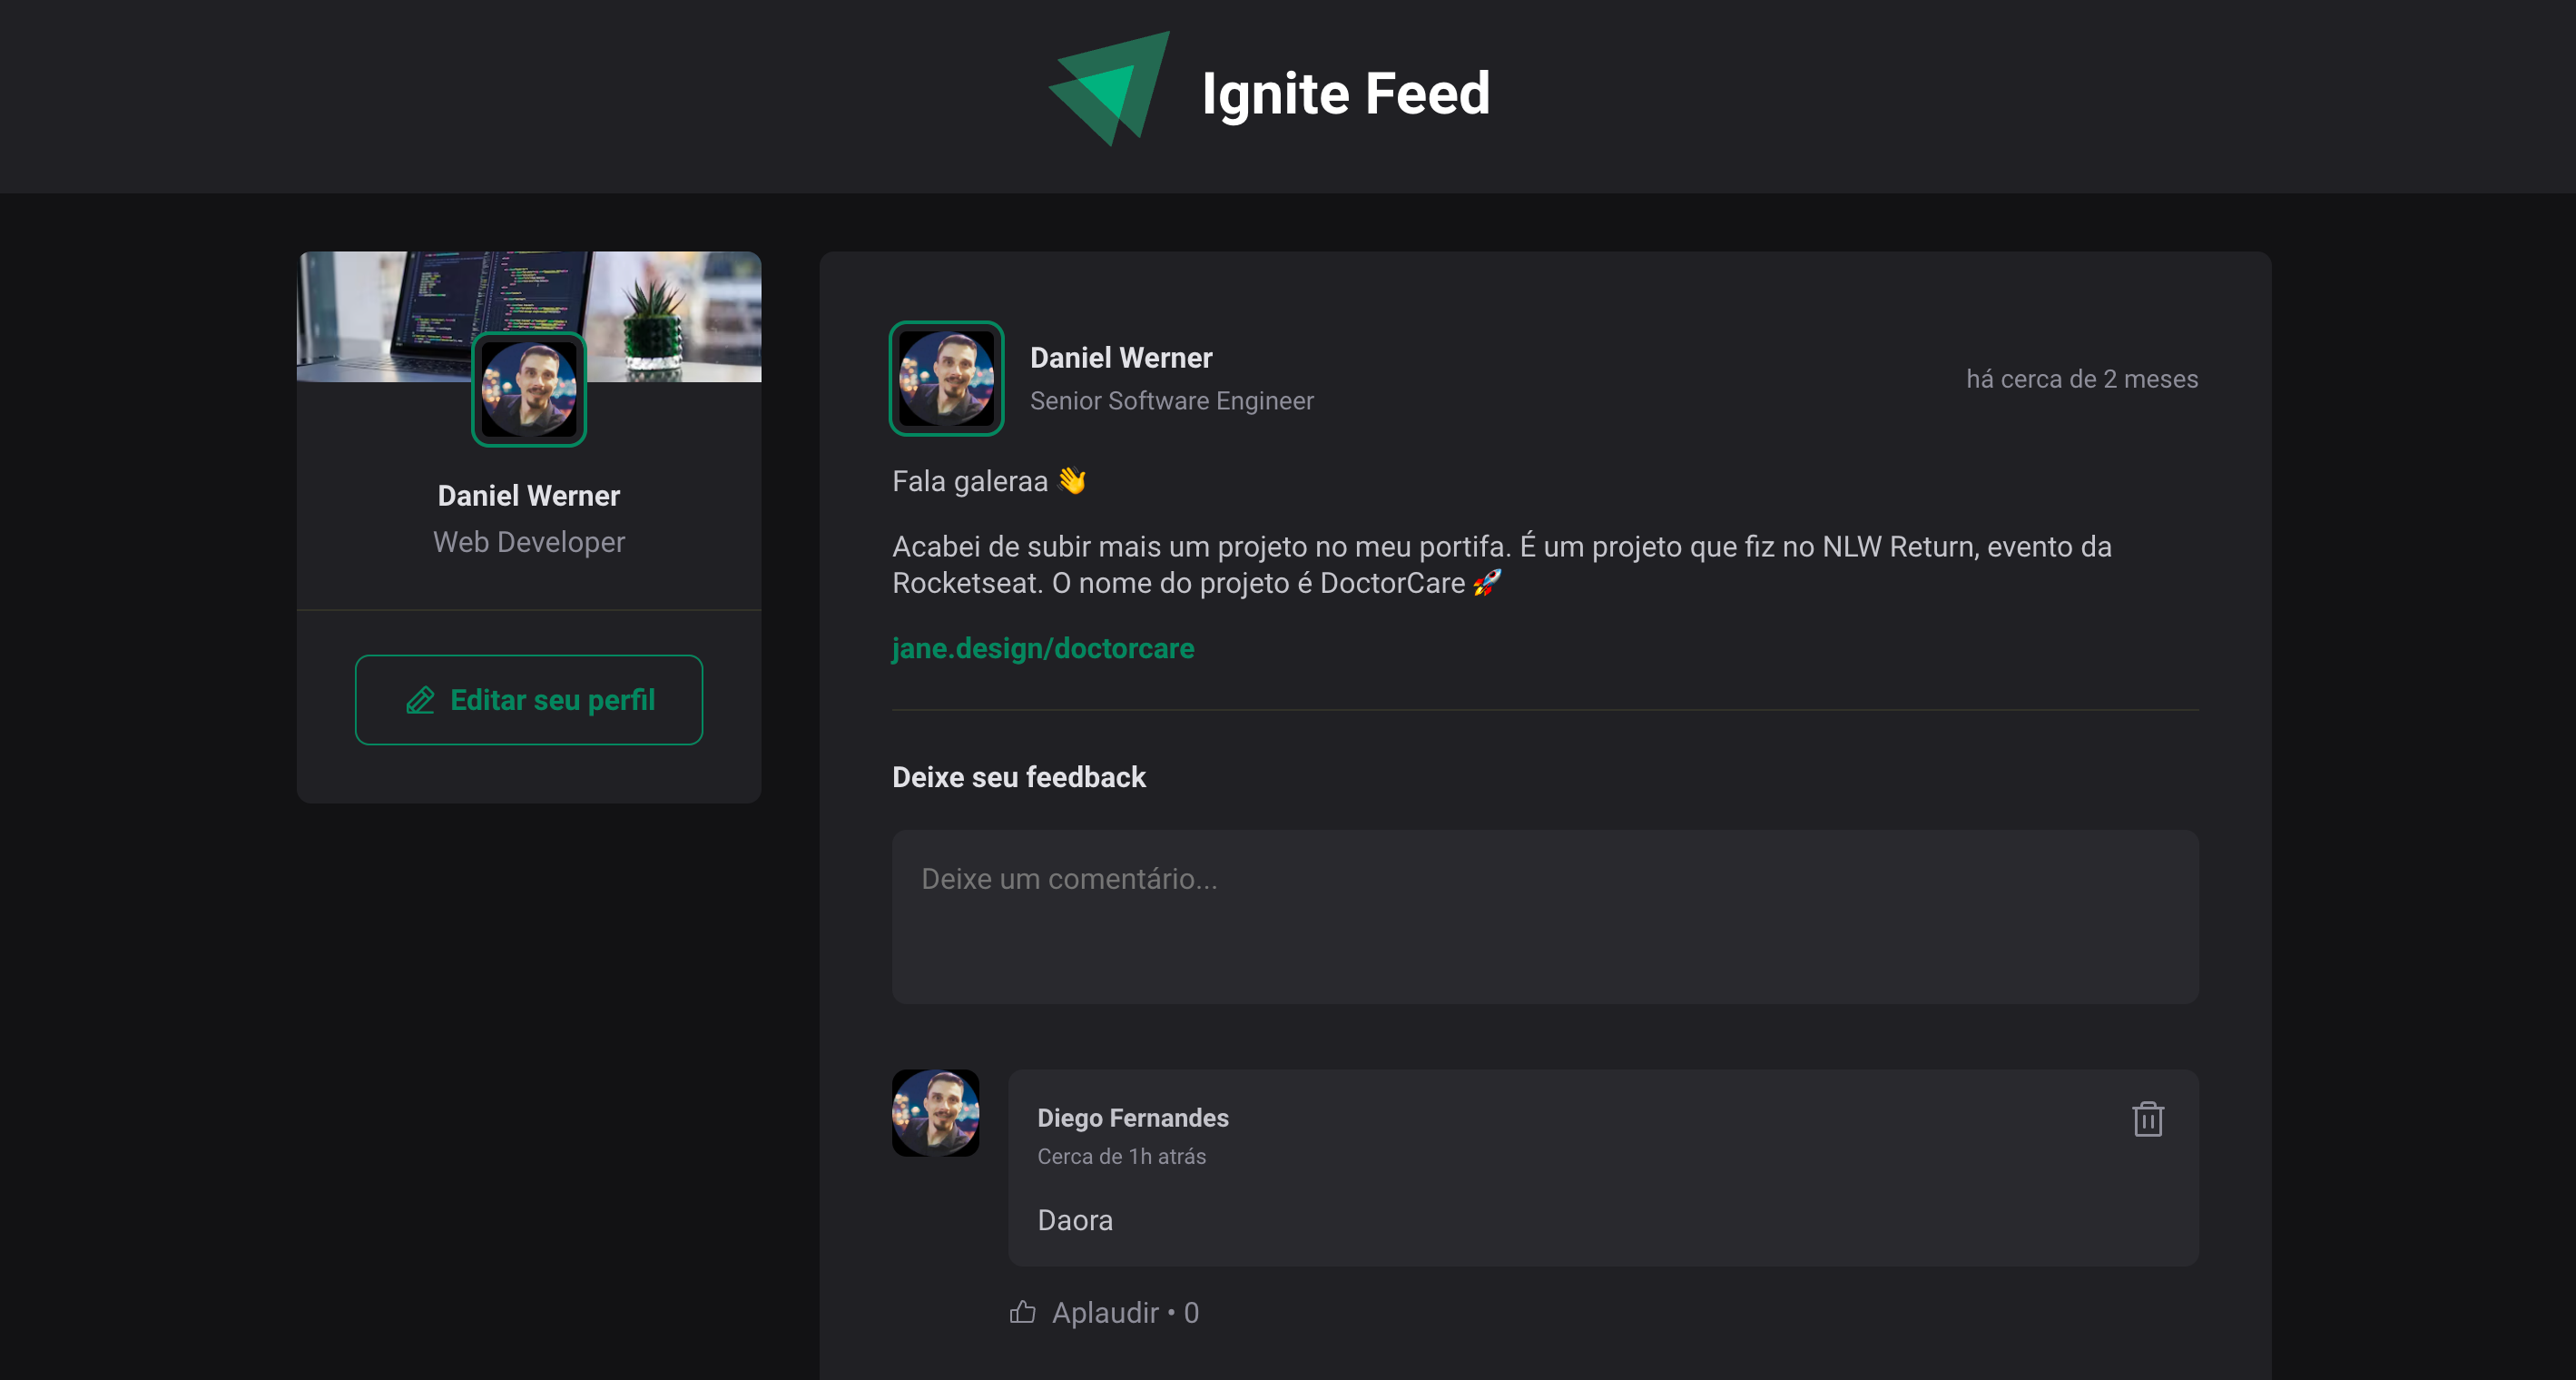 Ignite Feed
Daniel Werner
Web Developer
Editar seu perfil
Daniel Werner
Senior Software Engineer
há cerca de 2 meses
Fala galeraa 👋
Acabei de subir mais um projeto no meu portifa. É um projeto que fiz no NLW Return, evento da
Rocketseat. O nome do projeto é DoctorCare 🚀
jane.design/doctorcare
Deixe seu feedback
Deixe um comentário...
Diego Fernandes
Cerca de 1h atrás
Daora
Aplaudir • 0